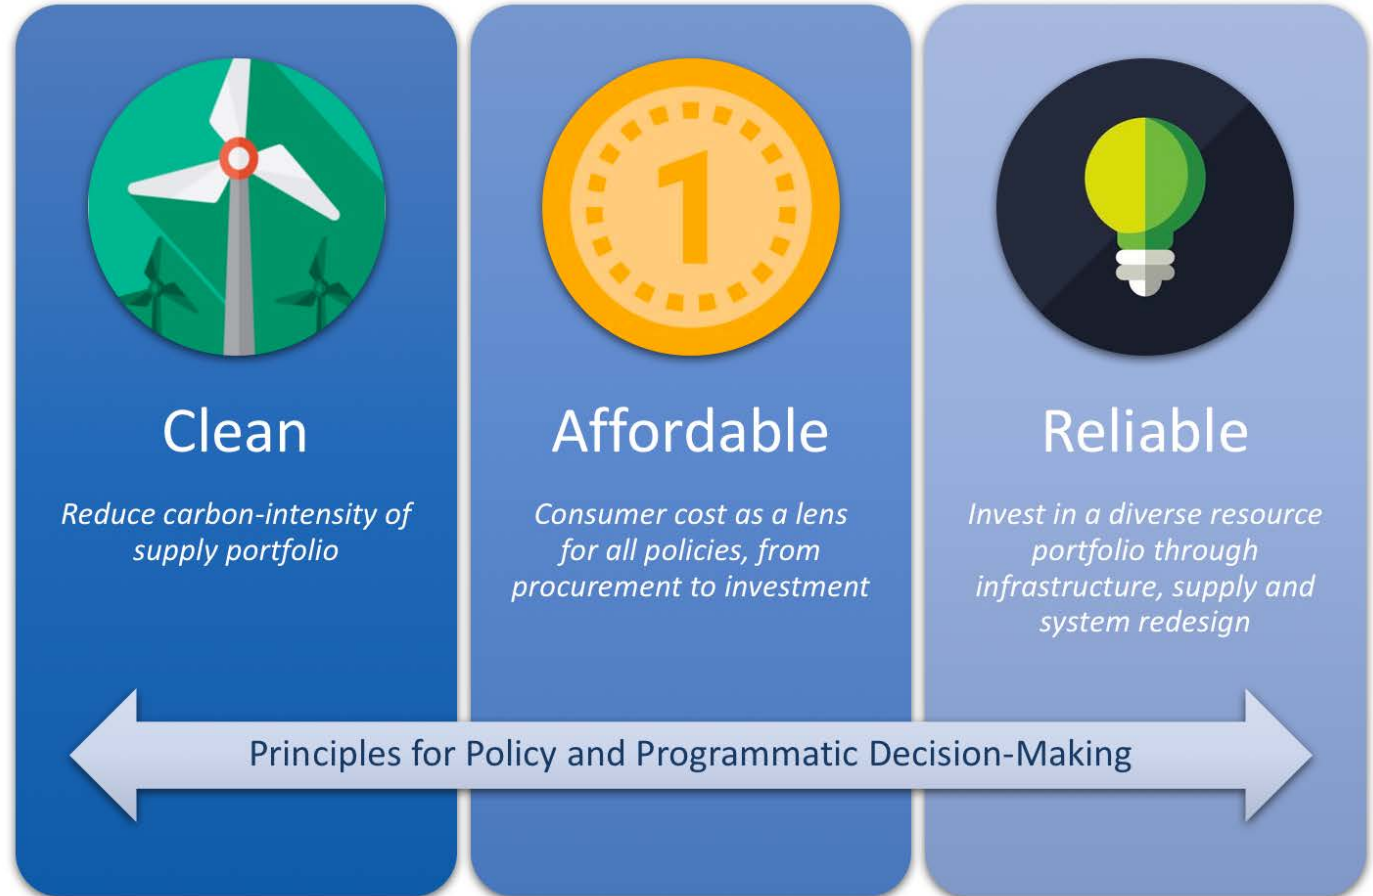 1
Clean
Reduce carbon-intensity of
supply portfolio
Affordable
Consumer cost as a lens
for all policies, from
procurement to investment
Reliable
Invest in a diverse resource
portfolio through
infrastructure, supply and
system redesign
Principles for Policy and Programmatic Decision-Making